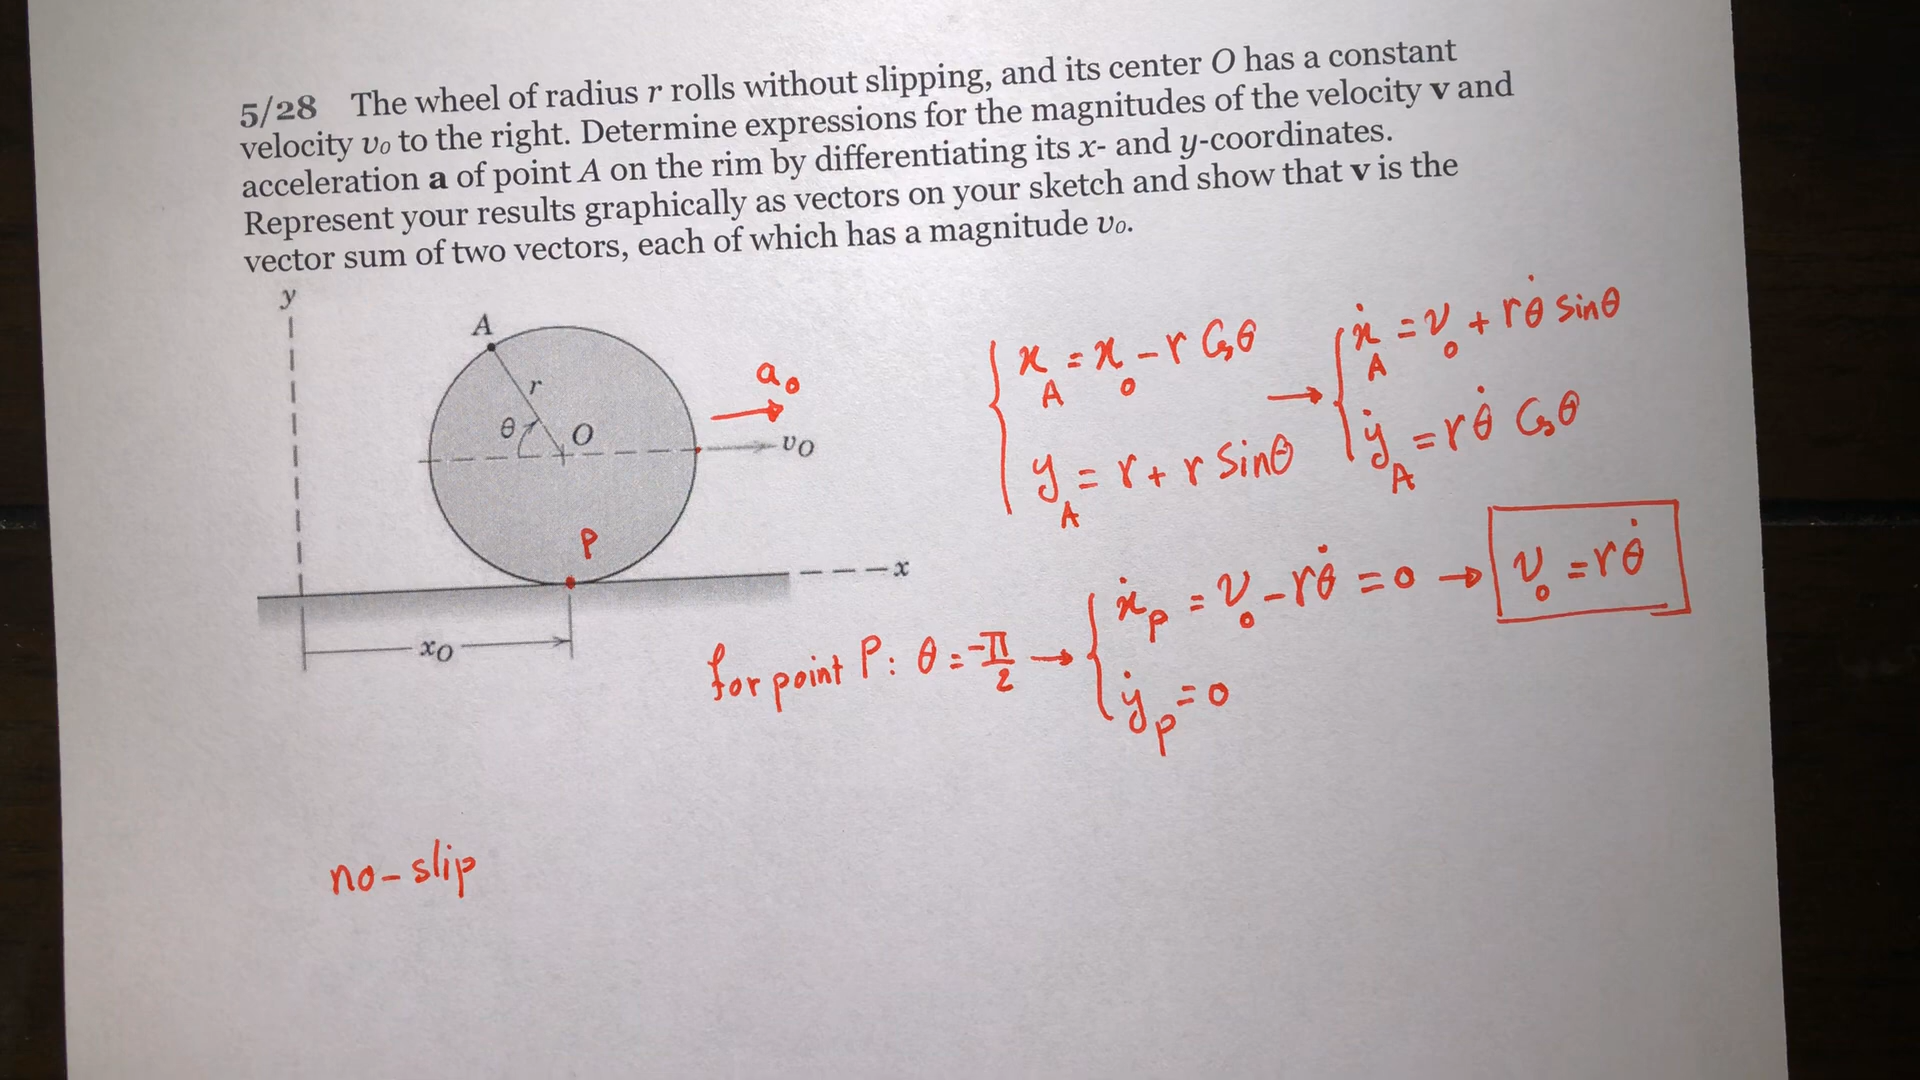 5/28 The wheel of radius r rolls without slipping, and its center O has a constant
velocity vO to the right. Determine expressions for the magnitudes of the velocity v and
acceleration a of point A on the rim by differentiating its x- and y-coordinates.
Represent your results graphically as vectors on your sketch and show that v is the
vector sum of two vectors, each of which has a magnitude vO.
y
A
r
θ
O
a₀
vO
P
x
xO
x_A = x₀ - r Cosθ → ẋ_A = v₀ + rθ̇ sinθ
y_A = r + r Sinθ
ẏ_A = rθ̇ Cosθ
for point P: θ = -π/2 → ẋ_P = v₀ - rθ̇ = 0 → v₀ = rθ̇
ẏ_P = 0
no-slip